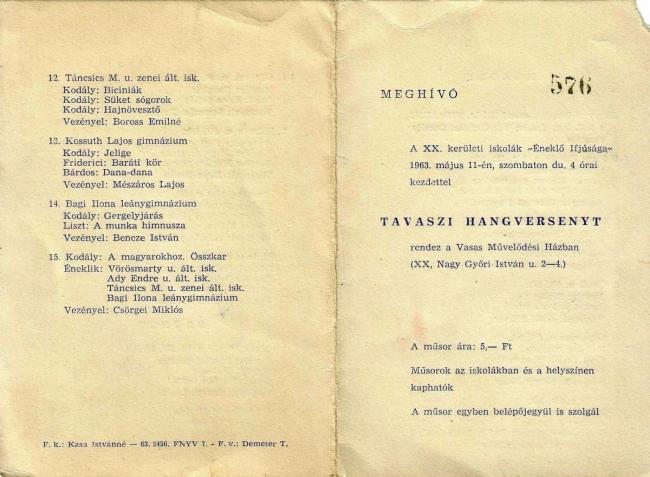 12. Táncsics M. u. zenei ált. isk.
Kodály: Biciniák
Kodály: Süket sógorok
Kodály: Hajnövesztő
Vezényel: Boross Emilné
13. Kossuth Lajos gimnázium
Kodály: Jelige
Friderici: Baráti kör
Bárdos: Dana-dana
Vezényel: Mészáros Lajos
14. Bagi Ilona leánygimnázium
Kodály: Gergelyjárás
Liszt: A munka himnusza
Vezényel: Bencze István
15. Kodály: A magyarokhoz. Összkar
Éneklik: Vörösmarty u. ált. isk.
Ady Endre u. ált. isk.
Táncsics M. u. zenei ált. isk.
Bagi Ilona leánygimnázium
Vezényel: Csörgei Miklós
F. k.: Kasa Istvánné — 63. 2456, FNYV 7. - F. v.: Demeter T.
MEGHÍVÓ
576
A XX. kerületi iskolák »Éneklő Ifjúsága«
1963. május 11-én, szombaton du. 4 órai
kezdettel
TAVASZI HANGVERSENYT
rendez a Vasas Művelődési Házban
(XX, Nagy Győri István u. 2—4.)
A műsor ára: 5,— Ft
Műsorok az iskolákban és a helyszínen
kaphatók
A műsor egyben belépőjegyül is szolgál